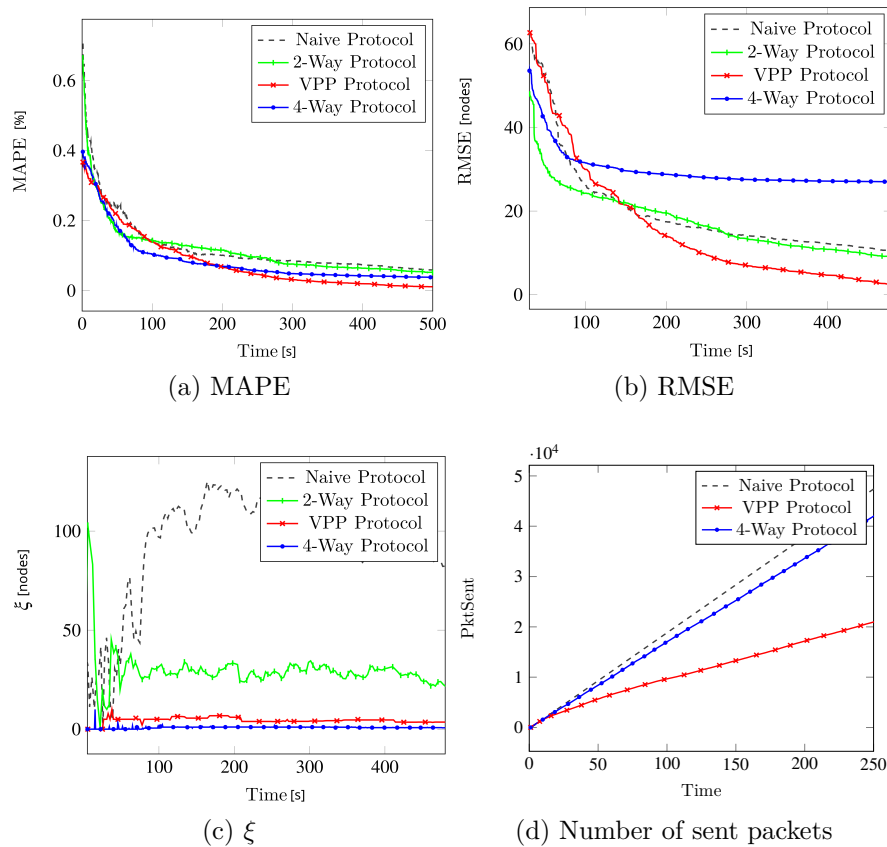 Naive Protocol
2-Way Protocol
VPP Protocol
4-Way Protocol
MAPE [%]
0.6
0.4
0.2
0
0 100 200 300 400 500
Time [s]
(a) MAPE
Naive Protocol
2-Way Protocol
VPP Protocol
4-Way Protocol
RMSE [nodes]
60
40
20
0
100 200 300 400
Time [s]
(b) RMSE
Naive Protocol
2-Way Protocol
VPP Protocol
4-Way Protocol
ξ [nodes]
100
50
0
100 200 300 400
Time [s]
(c) ξ
·10⁴
Naive Protocol
VPP Protocol
4-Way Protocol
PktSent
5
4
3
2
1
0
0 50 100 150 200 250
Time
(d) Number of sent packets